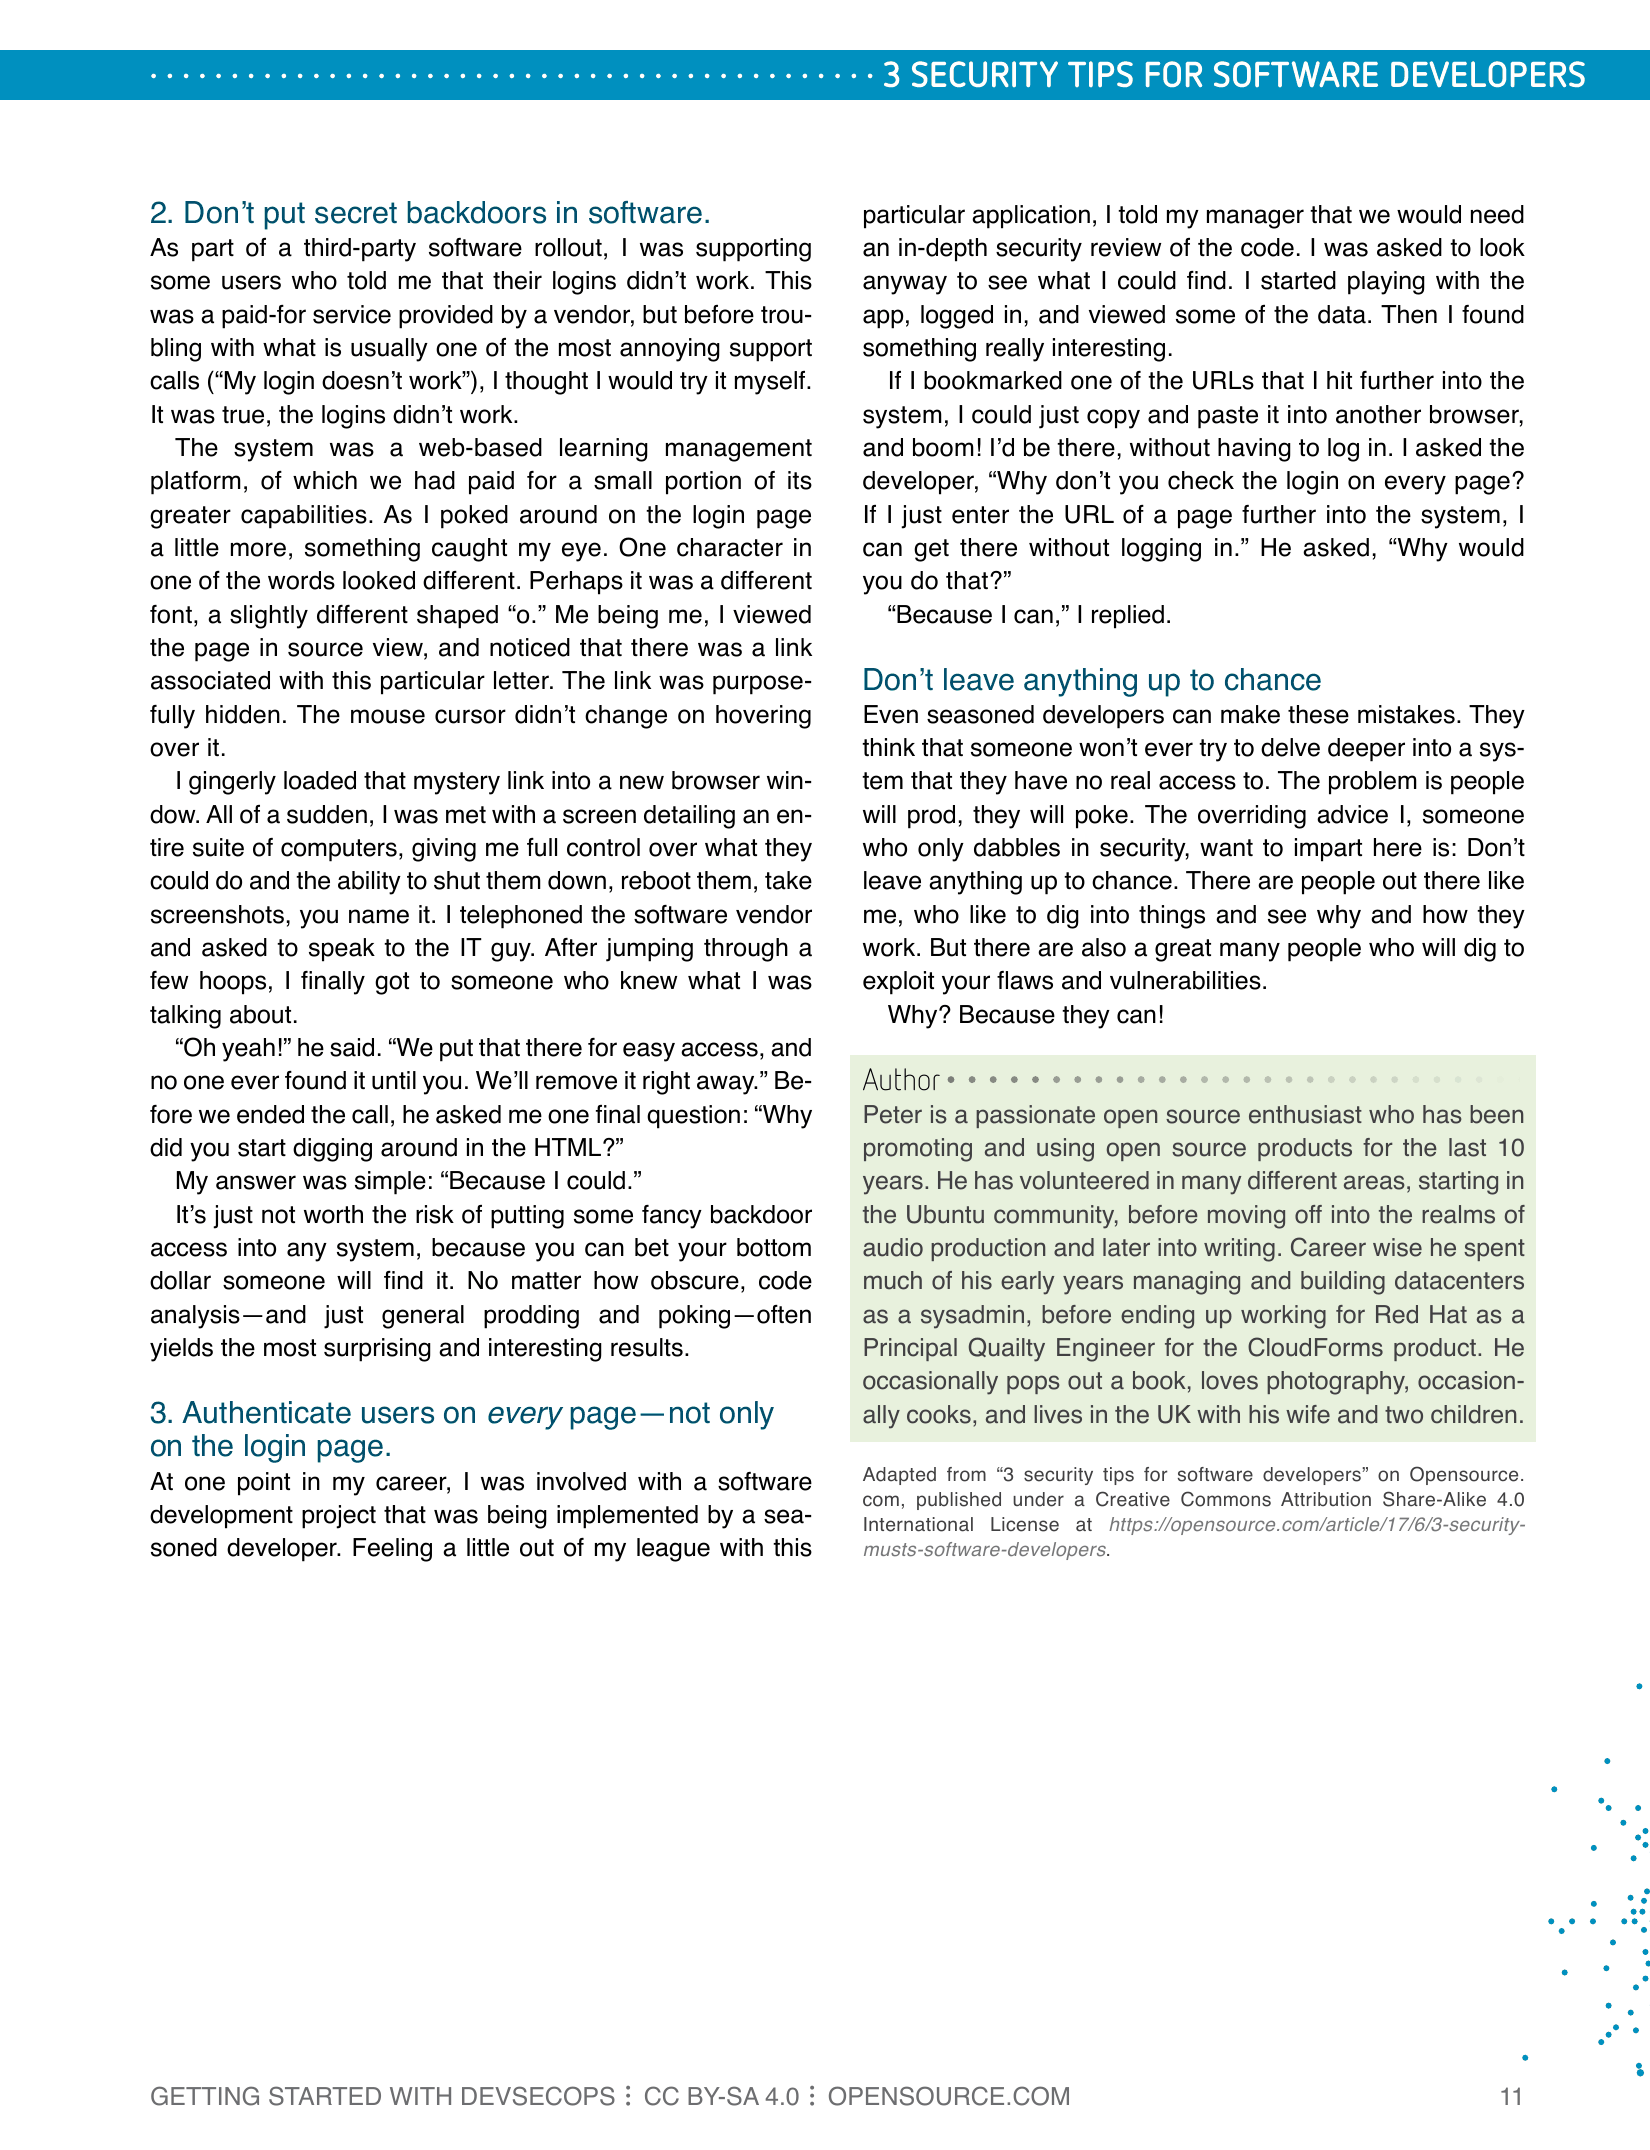 3 SECURITY TIPS FOR SOFTWARE DEVELOPERS
2. Don’t put secret backdoors in software.
As part of a third-party software rollout, I was supporting
some users who told me that their logins didn’t work. This
was a paid-for service provided by a vendor, but before trou-
bling with what is usually one of the most annoying support
calls (“My login doesn’t work”), I thought I would try it myself.
It was true, the logins didn’t work.
The system was a web-based learning management
platform, of which we had paid for a small portion of its
greater capabilities. As I poked around on the login page
a little more, something caught my eye. One character in
one of the words looked different. Perhaps it was a different
font, a slightly different shaped “o.” Me being me, I viewed
the page in source view, and noticed that there was a link
associated with this particular letter. The link was purpose-
fully hidden. The mouse cursor didn’t change on hovering
over it.
I gingerly loaded that mystery link into a new browser win-
dow. All of a sudden, I was met with a screen detailing an en-
tire suite of computers, giving me full control over what they
could do and the ability to shut them down, reboot them, take
screenshots, you name it. I telephoned the software vendor
and asked to speak to the IT guy. After jumping through a
few hoops, I finally got to someone who knew what I was
talking about.
“Oh yeah!” he said. “We put that there for easy access, and
no one ever found it until you. We’ll remove it right away.” Be-
fore we ended the call, he asked me one final question: “Why
did you start digging around in the HTML?”
My answer was simple: “Because I could.”
It’s just not worth the risk of putting some fancy backdoor
access into any system, because you can bet your bottom
dollar someone will find it. No matter how obscure, code
analysis—and just general prodding and poking—often
yields the most surprising and interesting results.
3. Authenticate users on every page—not only
on the login page.
At one point in my career, I was involved with a software
development project that was being implemented by a sea-
soned developer. Feeling a little out of my league with this
particular application, I told my manager that we would need
an in-depth security review of the code. I was asked to look
anyway to see what I could find. I started playing with the
app, logged in, and viewed some of the data. Then I found
something really interesting.
If I bookmarked one of the URLs that I hit further into the
system, I could just copy and paste it into another browser,
and boom! I’d be there, without having to log in. I asked the
developer, “Why don’t you check the login on every page?
If I just enter the URL of a page further into the system, I
can get there without logging in.” He asked, “Why would
you do that?”
“Because I can,” I replied.
Don’t leave anything up to chance
Even seasoned developers can make these mistakes. They
think that someone won’t ever try to delve deeper into a sys-
tem that they have no real access to. The problem is people
will prod, they will poke. The overriding advice I, someone
who only dabbles in security, want to impart here is: Don’t
leave anything up to chance. There are people out there like
me, who like to dig into things and see why and how they
work. But there are also a great many people who will dig to
exploit your flaws and vulnerabilities.
Why? Because they can!
Author
Peter is a passionate open source enthusiast who has been
promoting and using open source products for the last 10
years. He has volunteered in many different areas, starting in
the Ubuntu community, before moving off into the realms of
audio production and later into writing. Career wise he spent
much of his early years managing and building datacenters
as a sysadmin, before ending up working for Red Hat as a
Principal Quailty Engineer for the CloudForms product. He
occasionally pops out a book, loves photography, occasion-
ally cooks, and lives in the UK with his wife and two children.
Adapted from “3 security tips for software developers” on Opensource.
com, published under a Creative Commons Attribution Share-Alike 4.0
International License at https://opensource.com/article/17/6/3-security-
musts-software-developers.
GETTING STARTED WITH DEVSECOPS ⋮ CC BY-SA 4.0 ⋮ OPENSOURCE.COM 11